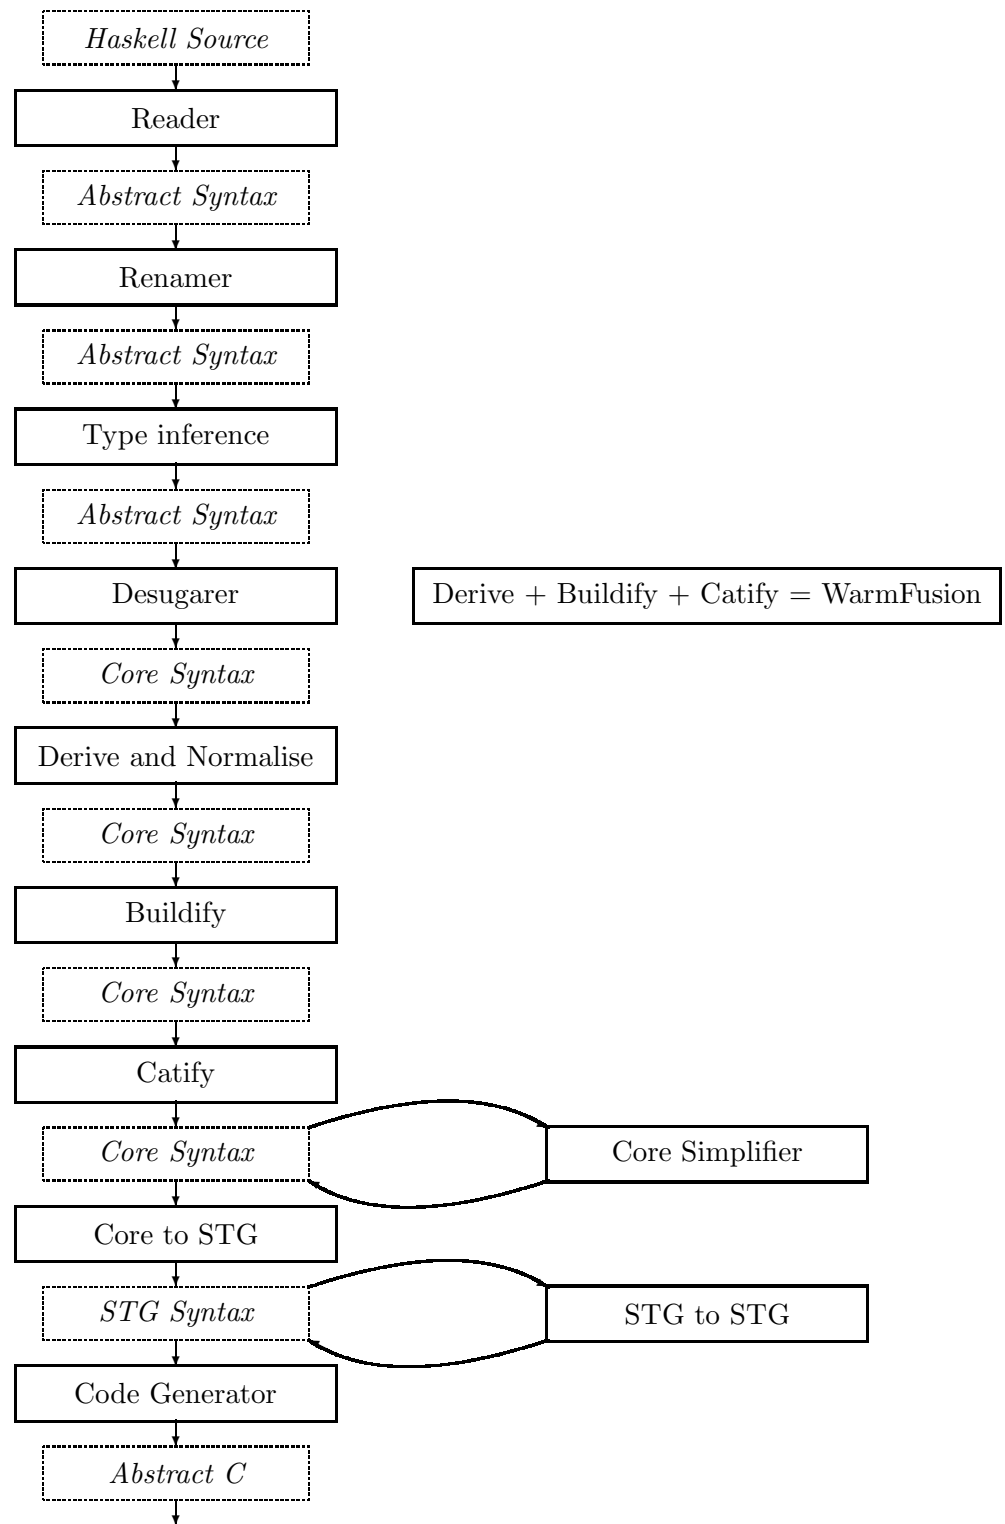 Haskell Source
Reader
Abstract Syntax
Renamer
Abstract Syntax
Type inference
Abstract Syntax
Desugarer
Derive + Buildify + Catify = WarmFusion
Core Syntax
Derive and Normalise
Core Syntax
Buildify
Core Syntax
Catify
Core Syntax
Core Simplifier
Core to STG
STG Syntax
STG to STG
Code Generator
Abstract C